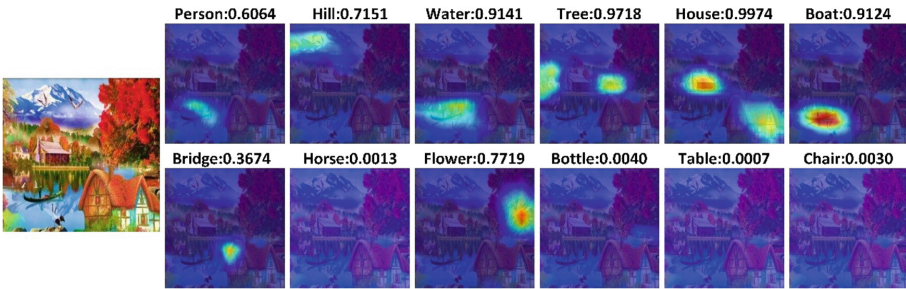 Person:0.6064 Hill:0.7151 Water:0.9141 Tree:0.9718 House:0.9974 Boat:0.9124
Bridge:0.3674 Horse:0.0013 Flower:0.7719 Bottle:0.0040 Table:0.0007 Chair:0.0030